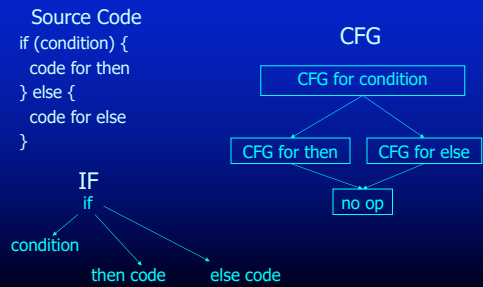 Source Code
if (condition) {
code for then
} else {
code for else
}
CFG
CFG for condition
CFG for then
CFG for else
no op
IF
if
condition
then code
else code